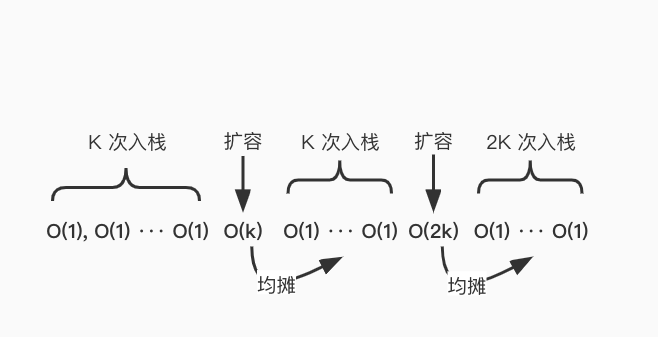 K 次入栈 扩容 K 次入栈 扩容 2K 次入栈
O(1), O(1) ··· O(1) O(k) O(1) ··· O(1) O(2k) O(1) ··· O(1)
均摊 均摊